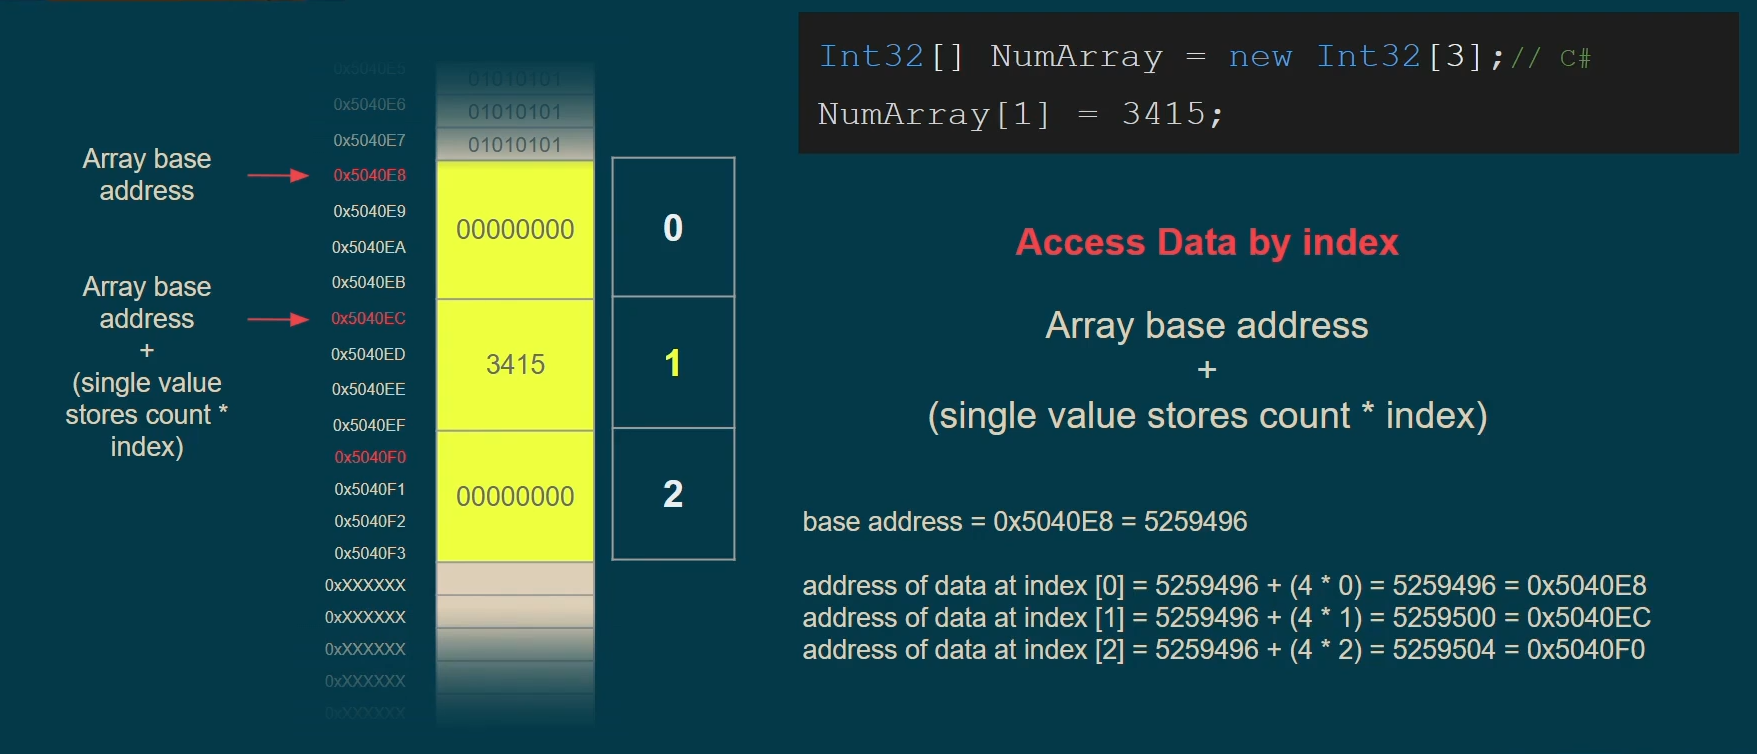 Int32[] NumArray = new Int32[3];// C#
NumArray[1] = 3415;
0x5040E5
01010101
0x5040E6
01010101
0x5040E7
01010101
Array base
address
0x5040E8
0x5040E9
00000000
0
0x5040EA
0x5040EB
Array base
address
+
(single value
stores count *
index)
0x5040EC
0x5040ED
3415
1
0x5040EE
0x5040EF
0x5040F0
0x5040F1
00000000
2
0x5040F2
0x5040F3
0xXXXXXX
0xXXXXXX
0xXXXXXX
0xXXXXXX
0xXXXXXX
Access Data by index
Array base address
+
(single value stores count * index)
base address = 0x5040E8 = 5259496
address of data at index [0] = 5259496 + (4 * 0) = 5259496 = 0x5040E8
address of data at index [1] = 5259496 + (4 * 1) = 5259500 = 0x5040EC
address of data at index [2] = 5259496 + (4 * 2) = 5259504 = 0x5040F0